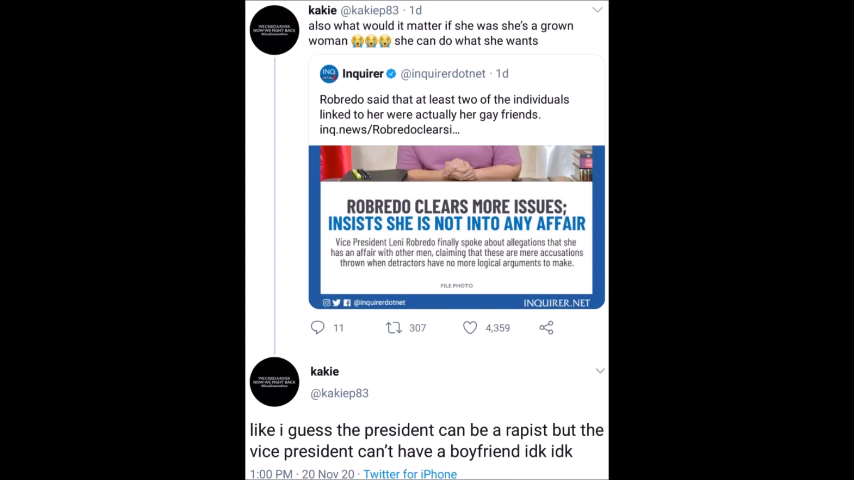 kakie @kakiep83 · 1d
also what would it matter if she was she's a grown
woman 😭😭😭 she can do what she wants
Inquirer @inquirerdotnet · 1d
Robredo said that at least two of the individuals
linked to her were actually her gay friends.
inq.news/Robredoclearsi...
ROBREDO CLEARS MORE ISSUES;
INSISTS SHE IS NOT INTO ANY AFFAIR
Vice President Leni Robredo finally spoke about allegations that she
has an affair with other men, claiming that these are mere accusations
thrown when detractors have no more logical arguments to make.
FILE PHOTO
@inquirerdotnet INQUIRER.NET
11 307 4,359
kakie
@kakiep83
like i guess the president can be a rapist but the
vice president can't have a boyfriend idk idk
1:00 PM · 20 Nov 20 · Twitter for iPhone